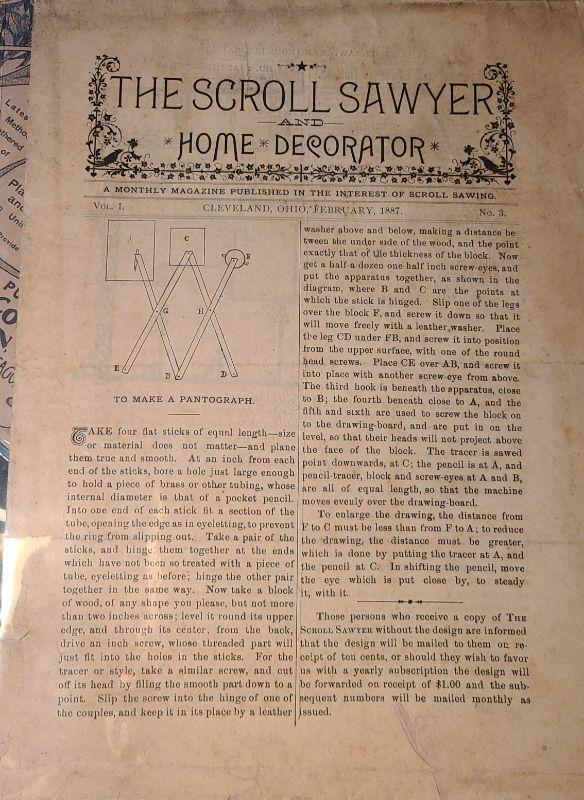 THE SCROLL SAWYER
AND
HOME DECORATOR
A MONTHLY MAGAZINE PUBLISHED IN THE INTEREST OF SCROLL SAWING.
VOL. I. CLEVELAND, OHIO, FEBRUARY, 1887. No. 3.
A C F
G H
E B D
TO MAKE A PANTOGRAPH.
TAKE four flat sticks of equal length—size
or material does not matter—and plane
them true and smooth. At an inch from each
end of the sticks, bore a hole just large enough
to hold a piece of brass or other tubing, whose
internal diameter is that of a pocket pencil.
Into one end of each stick fit a section of the
tube, opening the edge as in eyeletting, to prevent
the ring from slipping out. Take a pair of the
sticks, and hinge them together at the ends
which have not been so treated with a piece of
tube, eyeletting as before; hinge the other pair
together in the same way. Now take a block
of wood, of any shape you please, but not more
than two inches across; level it round its upper
edge, and through its center, from the back,
drive an inch screw, whose threaded part will
just fit into the holes in the sticks. For the
tracer or style, take a similar screw, and cut
off its head by filing the smooth part down to a
point. Slip the screw into the hinge of one of
the couples, and keep it in its place by a leather
washer above and below, making a distance be-
tween the under side of the wood, and the point
exactly that of the thickness of the block. Now
get a half-a-dozen one-half inch screw-eyes, and
put the apparatus together, as shown in the
diagram, where B and C are the points at
which the stick is hinged. Slip one of the legs
over the block F, and screw it down so that it
will move freely with a leather washer. Place
the leg CD under FB, and screw it into position
from the upper surface, with one of the round
head screws. Place CE over AB, and screw it
into place with another screw-eye from above.
The third hook is beneath the apparatus, close
to B; the fourth beneath close to A, and the
fifth and sixth are used to screw the block on
to the drawing-board, and are put in on the
level, so that their heads will not project above
the face of the block. The tracer is sawed
point downwards, at C; the pencil is at A, and
pencil-tracer, block and screw-eyes at A and B,
are all of equal length, so that the machine
moves evenly over the drawing-board.
To enlarge the drawing, the distance from
F to C must be less than from F to A; to reduce
the drawing, the distance must be greater,
which is done by putting the tracer at A, and
the pencil at C. In shifting the pencil, move
the eye which is put close by, to steady
it, with it.
Those persons who receive a copy of THE
SCROLL SAWYER without the design are informed
that the design will be mailed to them on re-
ceipt of ten cents, or should they wish to favor
us with a yearly subscription the design will
be forwarded on receipt of $1.00 and the sub-
sequent numbers will be mailed monthly as
issued.